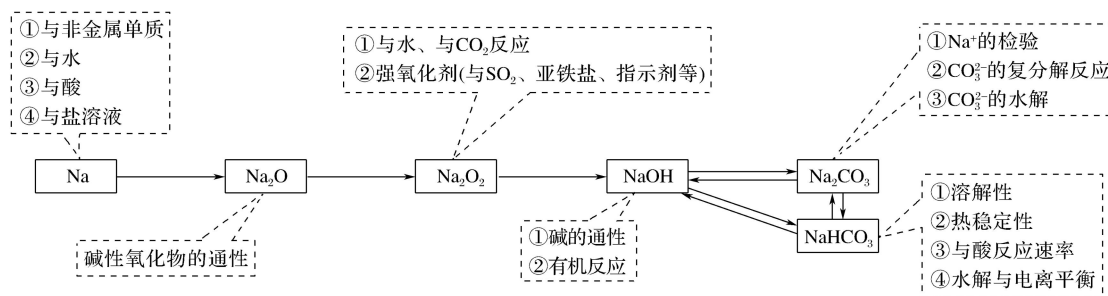 ①与非金属单质
②与水
③与酸
④与盐溶液
①与水、与CO₂反应
②强氧化剂(与SO₂、亚铁盐、指示剂等)
①Na⁺的检验
②CO₃²⁻的复分解反应
③CO₃²⁻的水解
Na
Na₂O
Na₂O₂
NaOH
Na₂CO₃
NaHCO₃
碱性氧化物的通性
①碱的通性
②有机反应
①溶解性
②热稳定性
③与酸反应速率
④水解与电离平衡